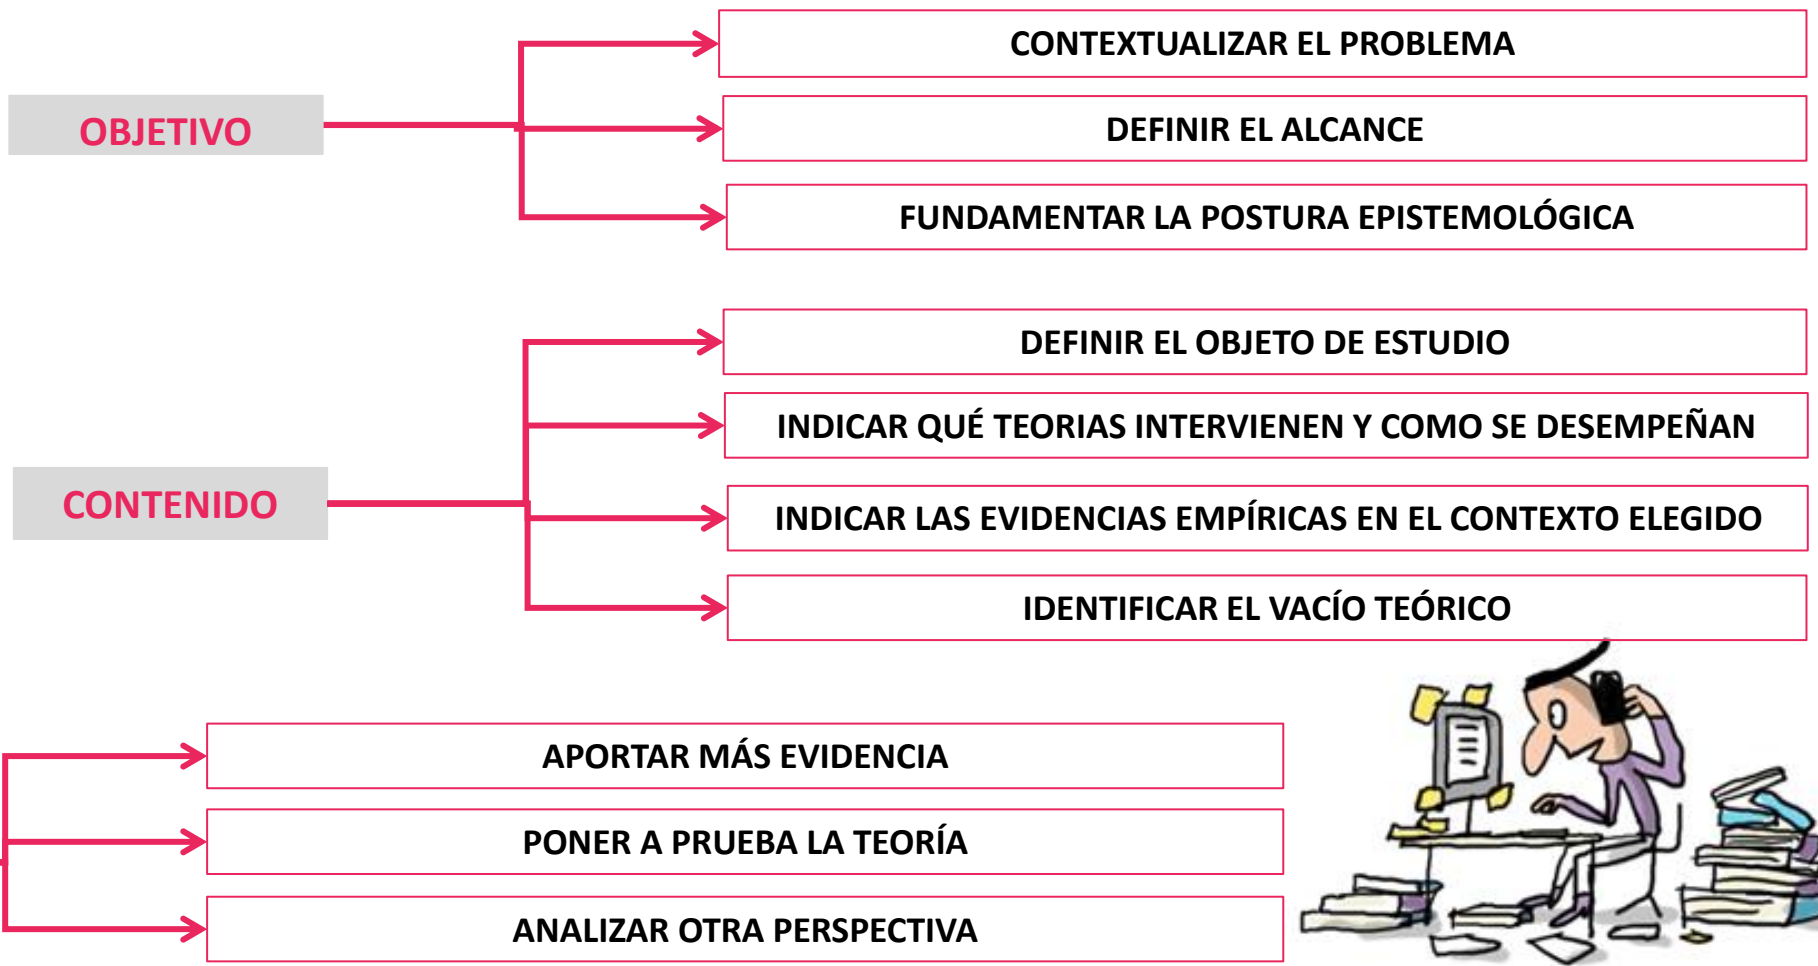 OBJETIVO
CONTEXTUALIZAR EL PROBLEMA
DEFINIR EL ALCANCE
FUNDAMENTAR LA POSTURA EPISTEMOLÓGICA
CONTENIDO
DEFINIR EL OBJETO DE ESTUDIO
INDICAR QUÉ TEORIAS INTERVIENEN Y COMO SE DESEMPEÑAN
INDICAR LAS EVIDENCIAS EMPÍRICAS EN EL CONTEXTO ELEGIDO
IDENTIFICAR EL VACÍO TEÓRICO
APORTAR MÁS EVIDENCIA
PONER A PRUEBA LA TEORÍA
ANALIZAR OTRA PERSPECTIVA